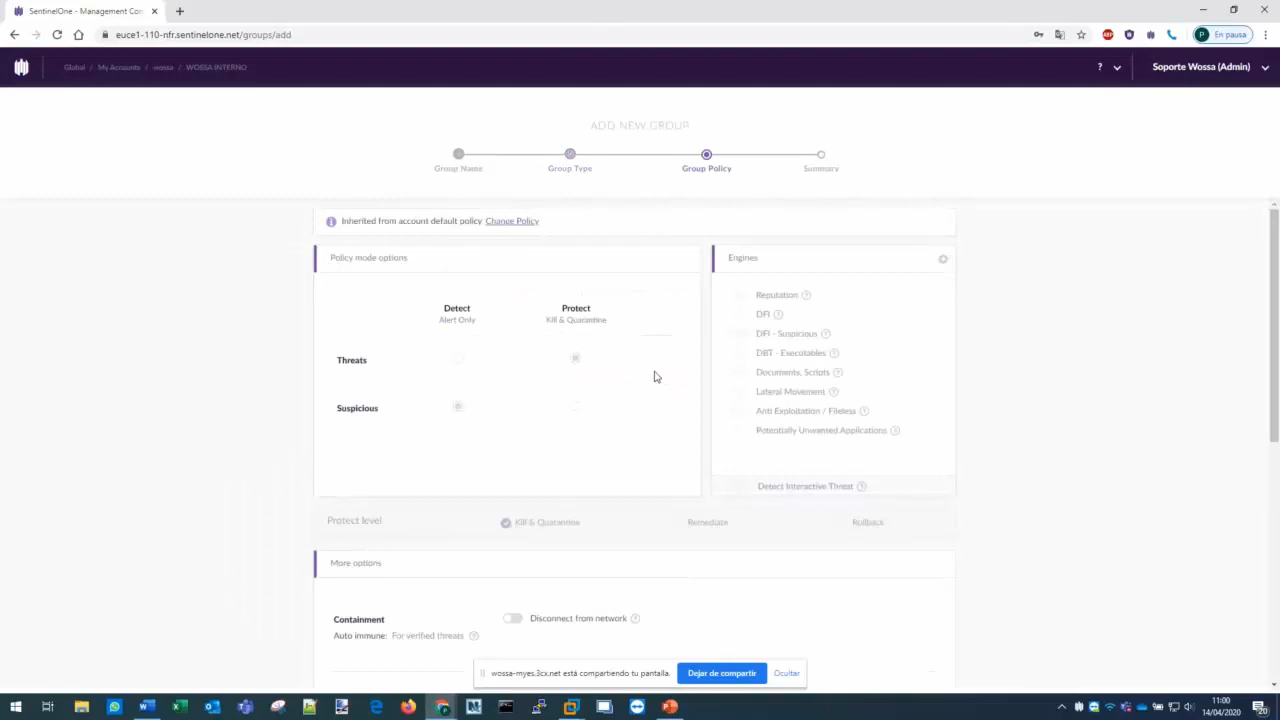 SentinelOne - Management Con
euce1-110-nfr.sentinelone.net/groups/add
ABP
P En pausa
Global / My Accounts / wossa / WOSSA INTERNO
? Soporte Wossa (Admin)
ADD NEW GROUP
Group Name Group Type Group Policy Summary
Inherited from account default policy Change Policy
Policy mode options
Detect Protect
Alert Only Kill & Quarantine
Threats
Suspicious
Engines
Reputation ?
DFI ?
DFI - Suspicious ?
DBT - Executables ?
Documents, Scripts ?
Lateral Movement ?
Anti Exploitation / Fileless ?
Potentially Unwanted Applications ?
Detect Interactive Threat ?
Protect level Kill & Quarantine Remediate Rollback
More options
Containment Disconnect from network ?
Auto immune: For verified threats ?
wossa-myes.3cx.net está compartiendo tu pantalla. Dejar de compartir Ocultar
11:00
14/04/2020